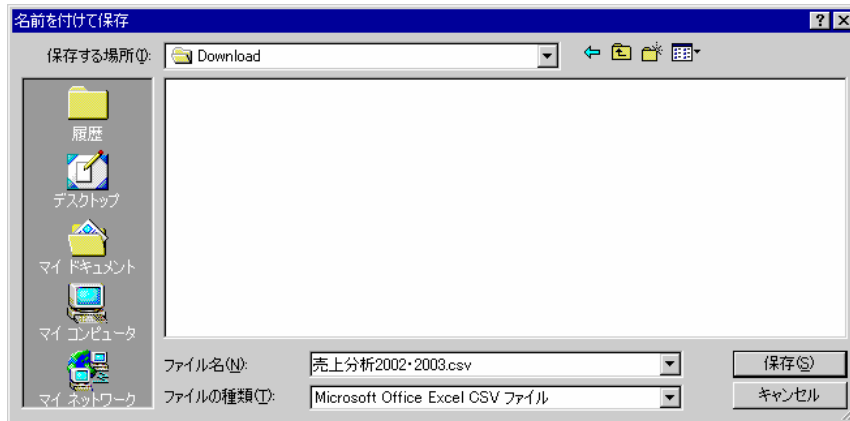 名前を付けて保存
保存する場所(I):
Download
履歴
デスクトップ
マイ ドキュメント
マイ コンピュータ
マイ ネットワーク
ファイル名(N):
売上分析2002・2003.csv
保存(S)
ファイルの種類(T):
Microsoft Office Excel CSV ファイル
キャンセル